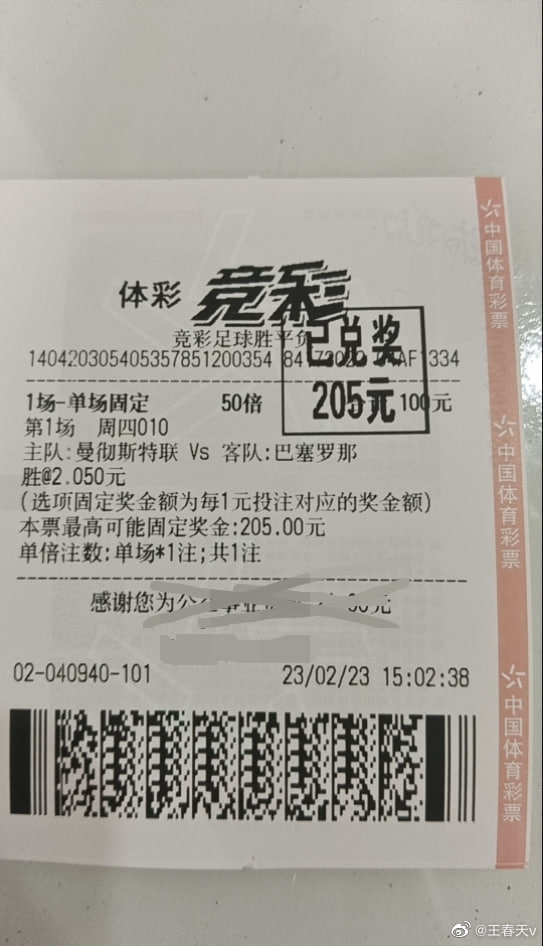 体彩 竞彩
竞彩足球胜平负
已兑奖
205元
1场-单场固定 50倍 100元
第1场 周四010
主队:曼彻斯特联 Vs 客队:巴塞罗那
胜@2.050元
(选项固定奖金额为每1元投注对应的奖金额)
本票最高可能固定奖金:205.00元
单倍注数:单场*1注;共1注
感谢您为公
元
02-040940-101 23/02/23 15:02:38
中国体育彩票
中国体育彩票
中国体育彩票
@王春天v